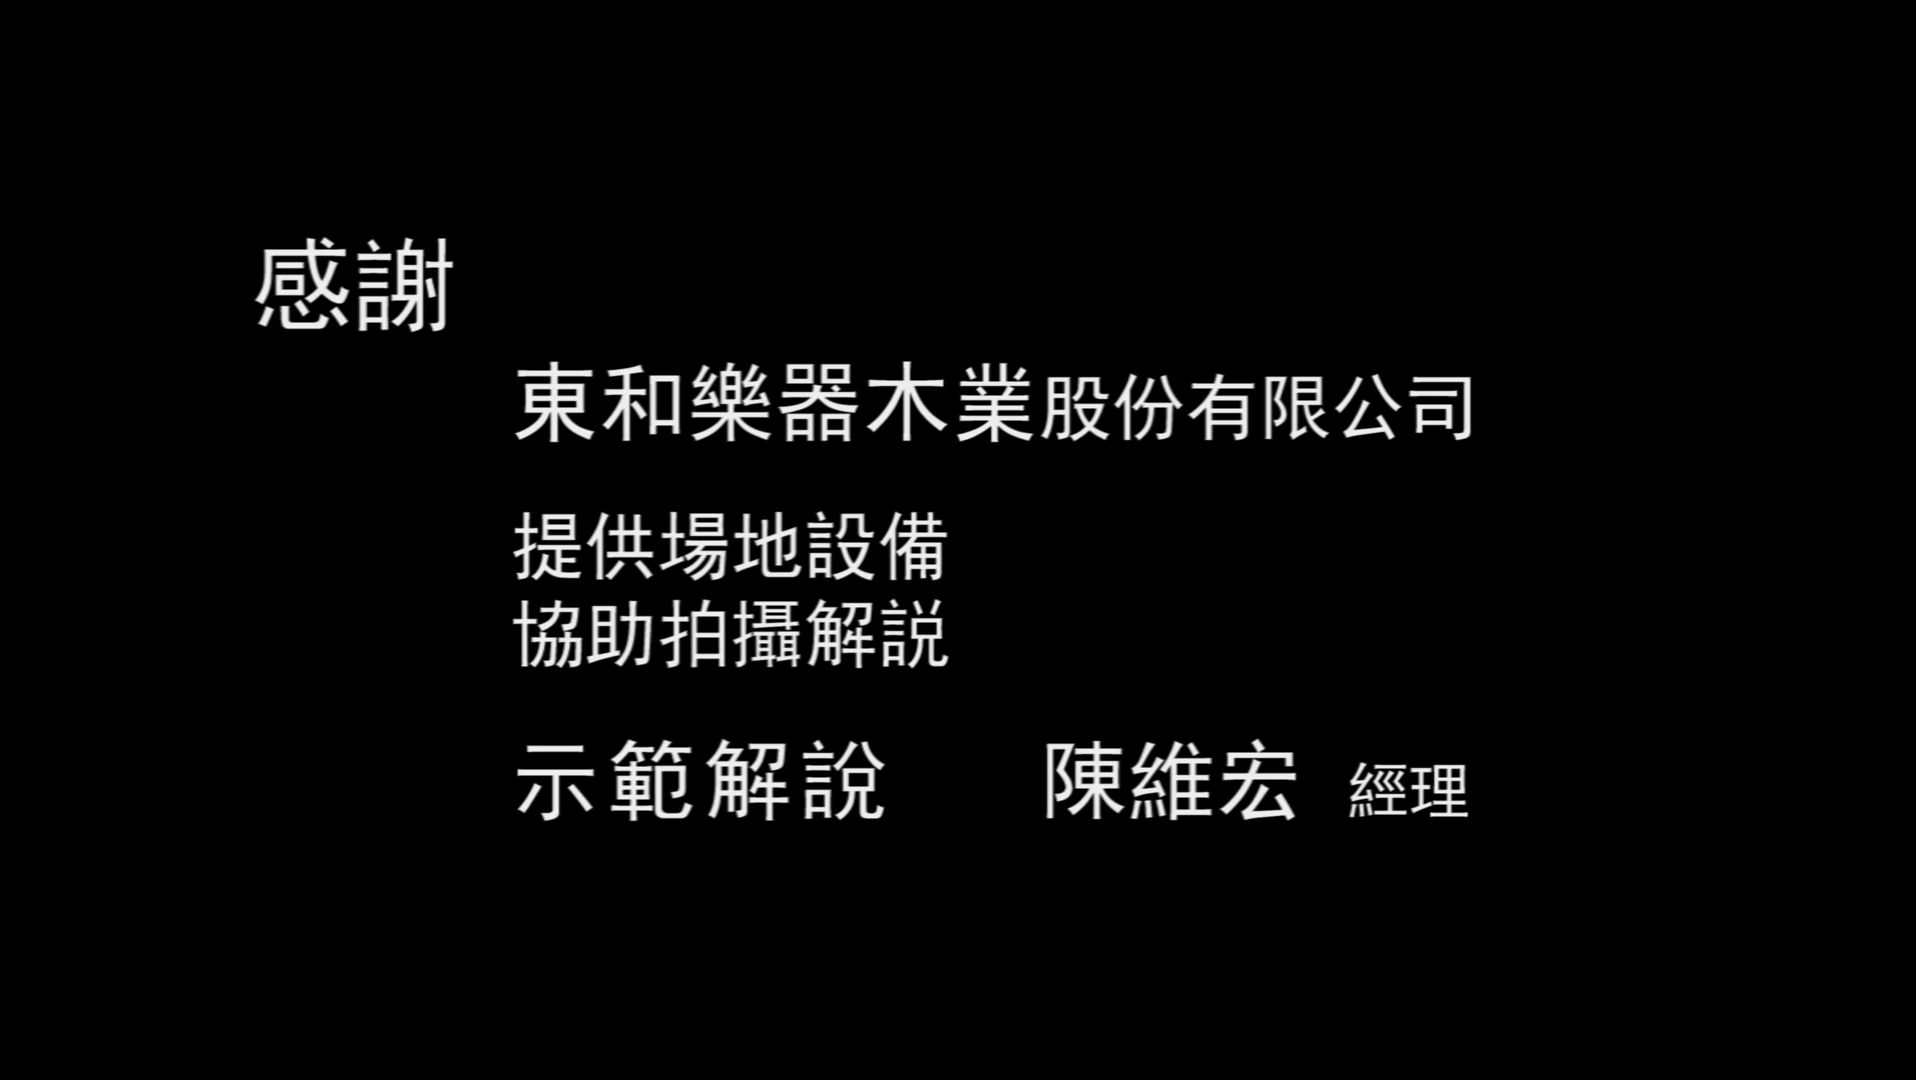 感謝
東和樂器木業股份有限公司
提供場地設備
協助拍攝解説
示範解說 陳維宏 經理